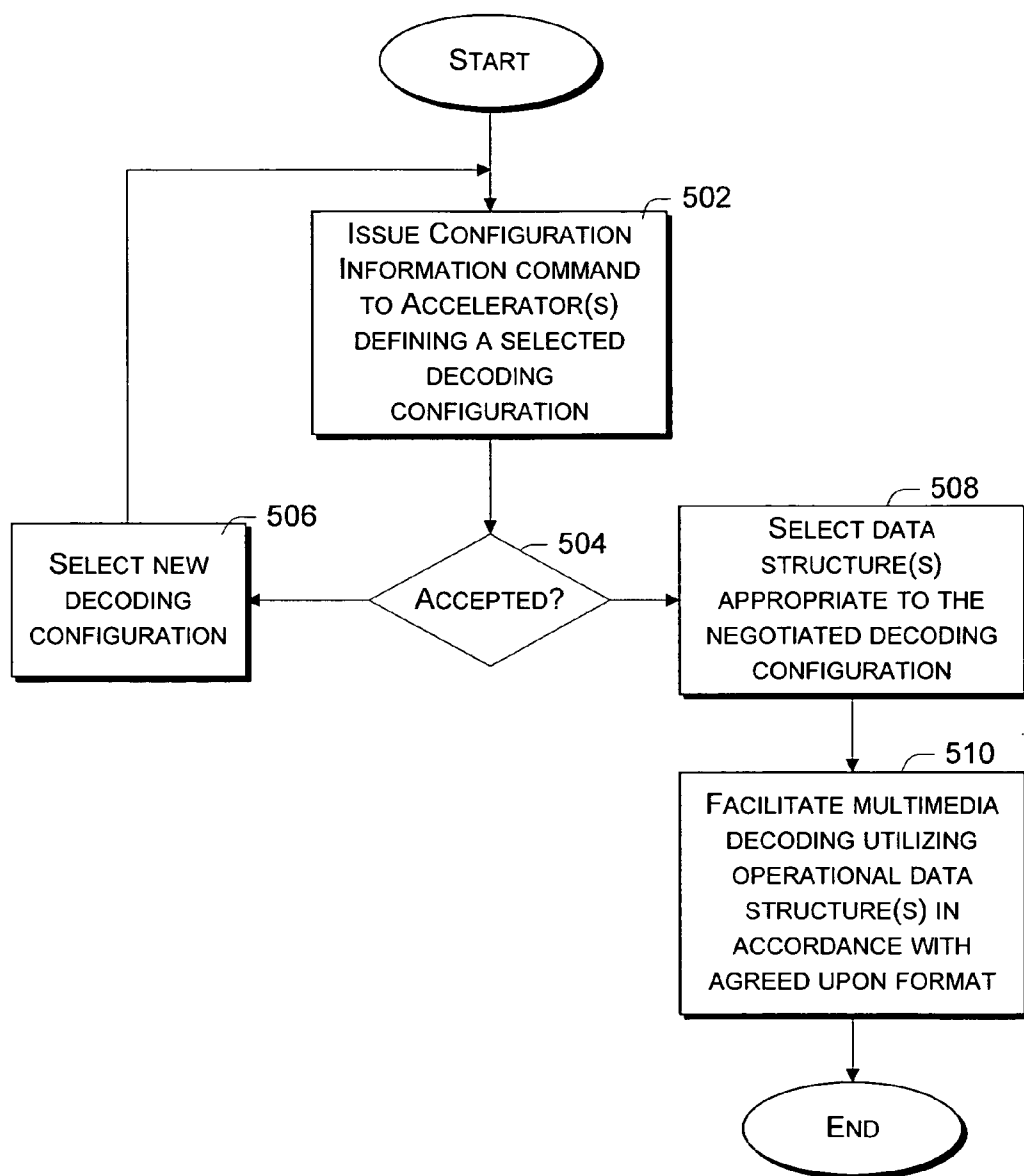 START
502
ISSUE CONFIGURATION
INFORMATION COMMAND
TO ACCELERATOR(S)
DEFINING A SELECTED
DECODING
CONFIGURATION
506
SELECT NEW
DECODING
CONFIGURATION
504
ACCEPTED?
508
SELECT DATA
STRUCTURE(S)
APPROPRIATE TO THE
NEGOTIATED DECODING
CONFIGURATION
510
FACILITATE MULTIMEDIA
DECODING UTILIZING
OPERATIONAL DATA
STRUCTURE(S) IN
ACCORDANCE WITH
AGREED UPON FORMAT
END